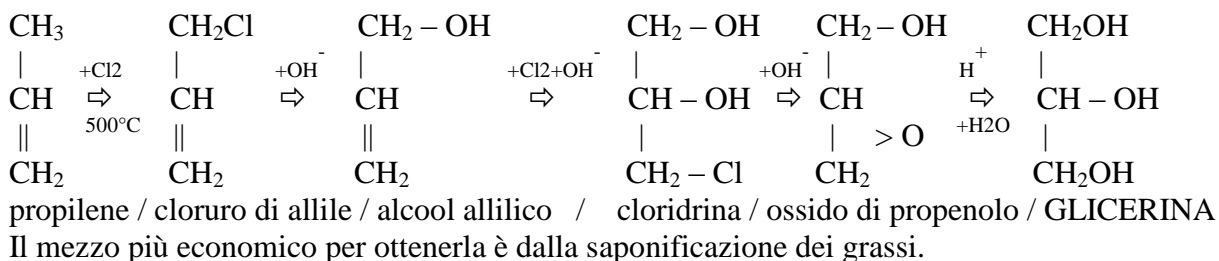 CH₃ CH₂Cl CH₂ – OH CH₂ – OH CH₂ – OH CH₂OH
| +Cl2 | +OH⁻ | +Cl2+OH⁻ | +OH⁻ | H⁺ |
CH ⇨ CH ⇨ CH ⇨ CH – OH ⇨ CH ⇨ CH – OH
|| 500°C || || | | > O +H2O |
CH₂ CH₂ CH₂ CH₂ – Cl CH₂ CH₂OH
propilene / cloruro di allile / alcool allilico / cloridrina / ossido di propenolo / GLICERINA
Il mezzo più economico per ottenerla è dalla saponificazione dei grassi.